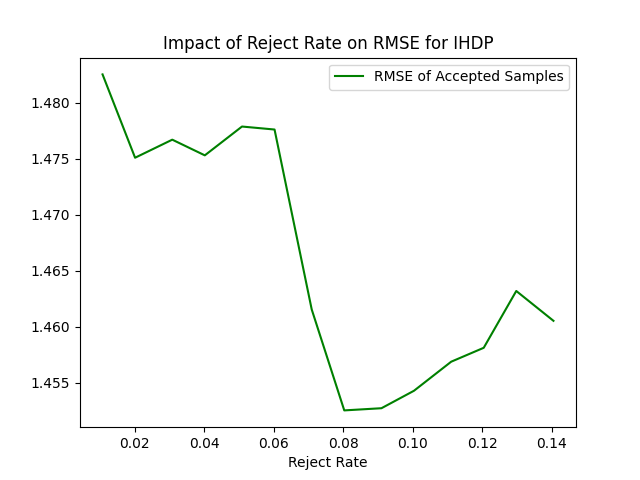 Impact of Reject Rate on RMSE for IHDP
RMSE of Accepted Samples
1.480
1.475
1.470
1.465
1.460
1.455
0.02 0.04 0.06 0.08 0.10 0.12 0.14
Reject Rate